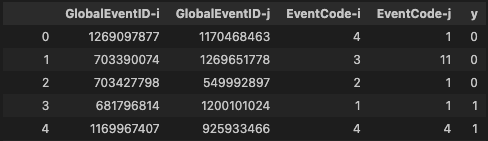 GlobalEventID-i GlobalEventID-j EventCode-i EventCode-j y
0 1269097877 1170468463 4 1 0
1 703390074 1269651778 3 11 0
2 703427798 549992897 2 1 0
3 681796814 1200101024 1 1 1
4 1169967407 925933466 4 4 1